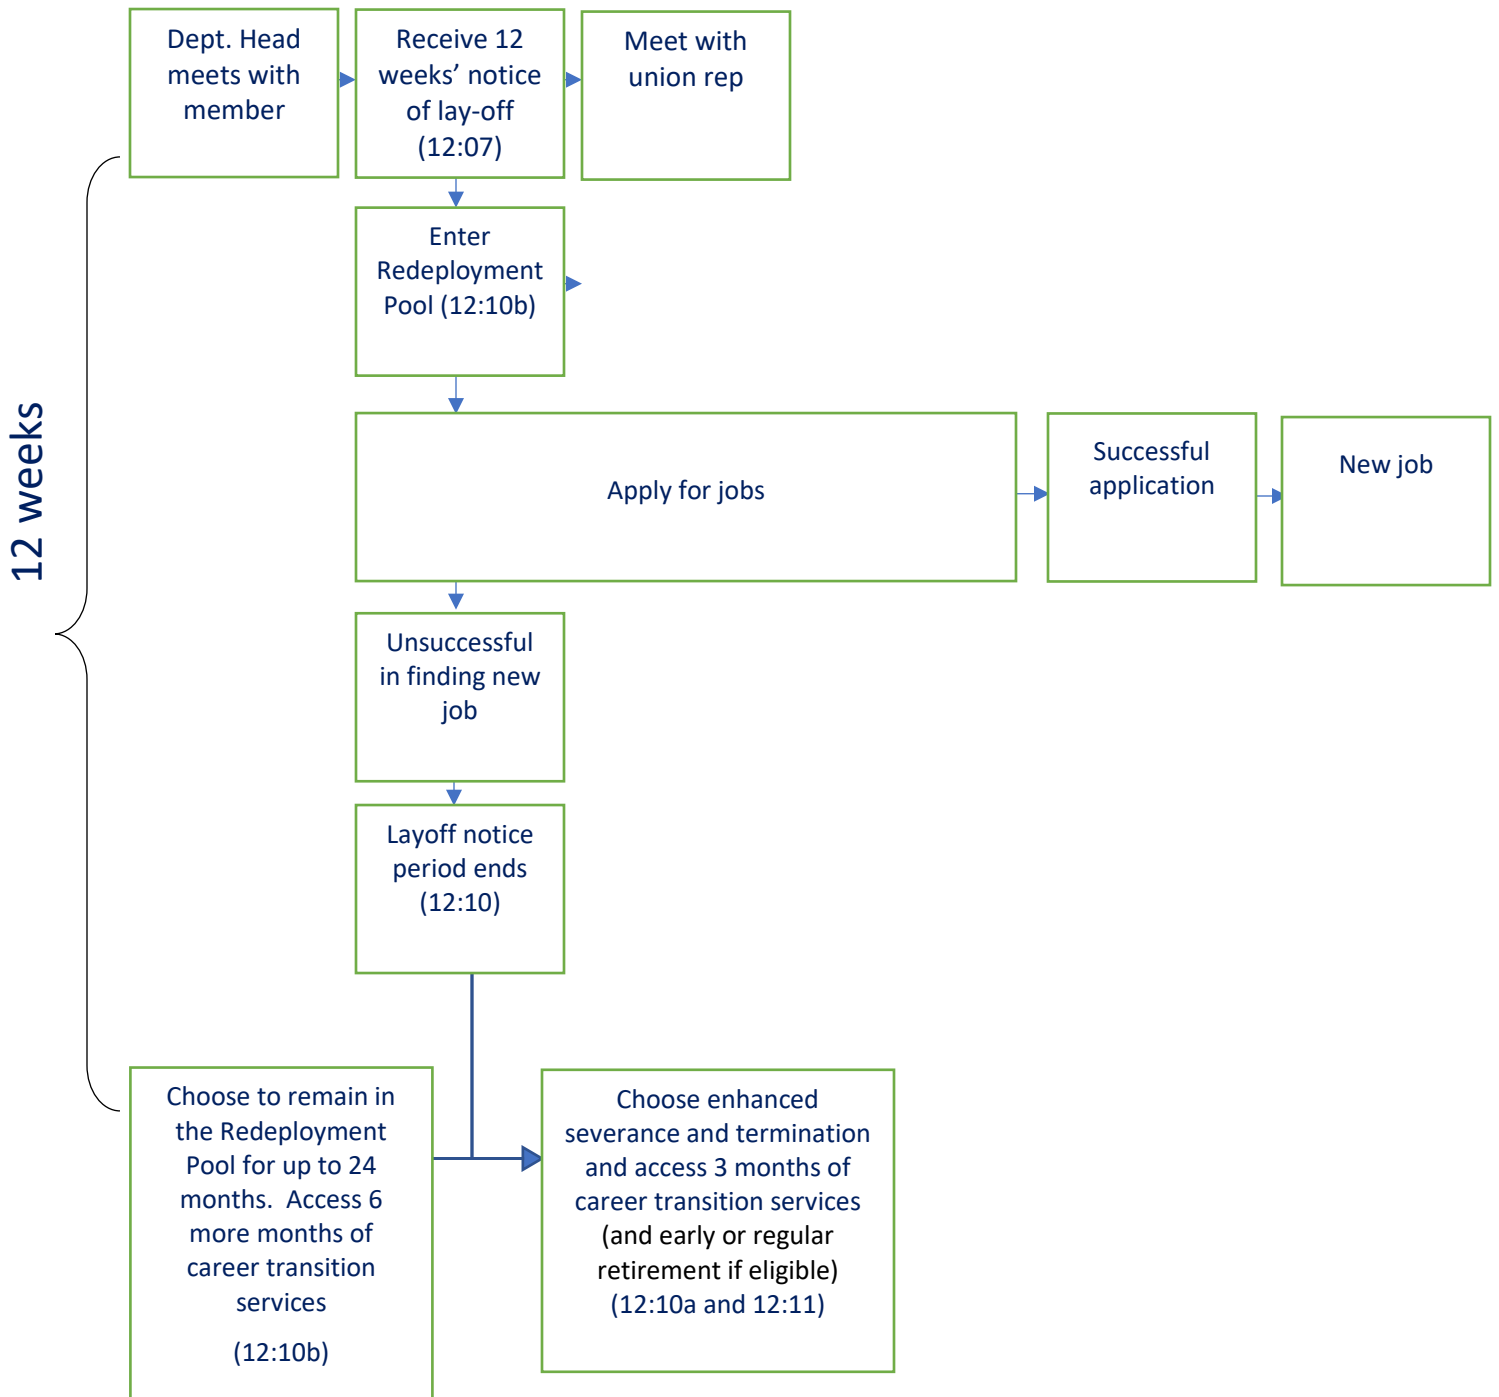 Dept. Head
meets with
member
Receive 12
weeks’ notice
of lay-off
(12:07)
Meet with
union rep
Enter
Redeployment
Pool (12:10b)
12 weeks
Apply for jobs
Successful
application
New job
Unsuccessful
in finding new
job
Layoff notice
period ends
(12:10)
Choose to remain in
the Redeployment
Pool for up to 24
months.  Access 6
more months of
career transition
services
(12:10b)
Choose enhanced
severance and termination
and access 3 months of
career transition services
(and early or regular
retirement if eligible)
(12:10a and 12:11)